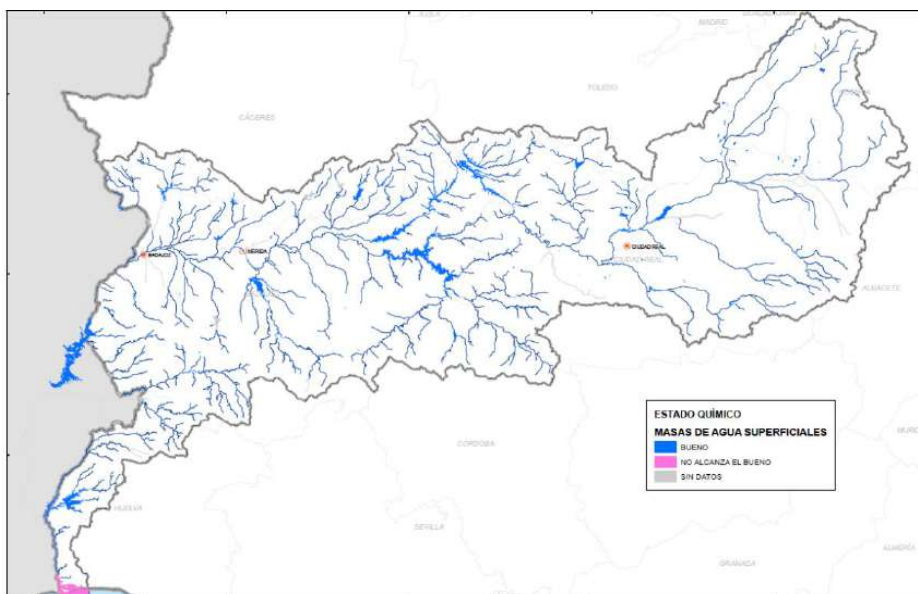 MADRID
TOLEDO
CÁCERES
BADAJOZ
MÉRIDA
CIUDAD REAL
CIUDAD REAL
ALBACETE
ESTADO QUÍMICO
MASAS DE AGUA SUPERFICIALES
BUENO
NO ALCANZA EL BUENO
SIN DATOS
CÓRDOBA
HUELVA
SEVILLA
GRANADA
ALMERÍA